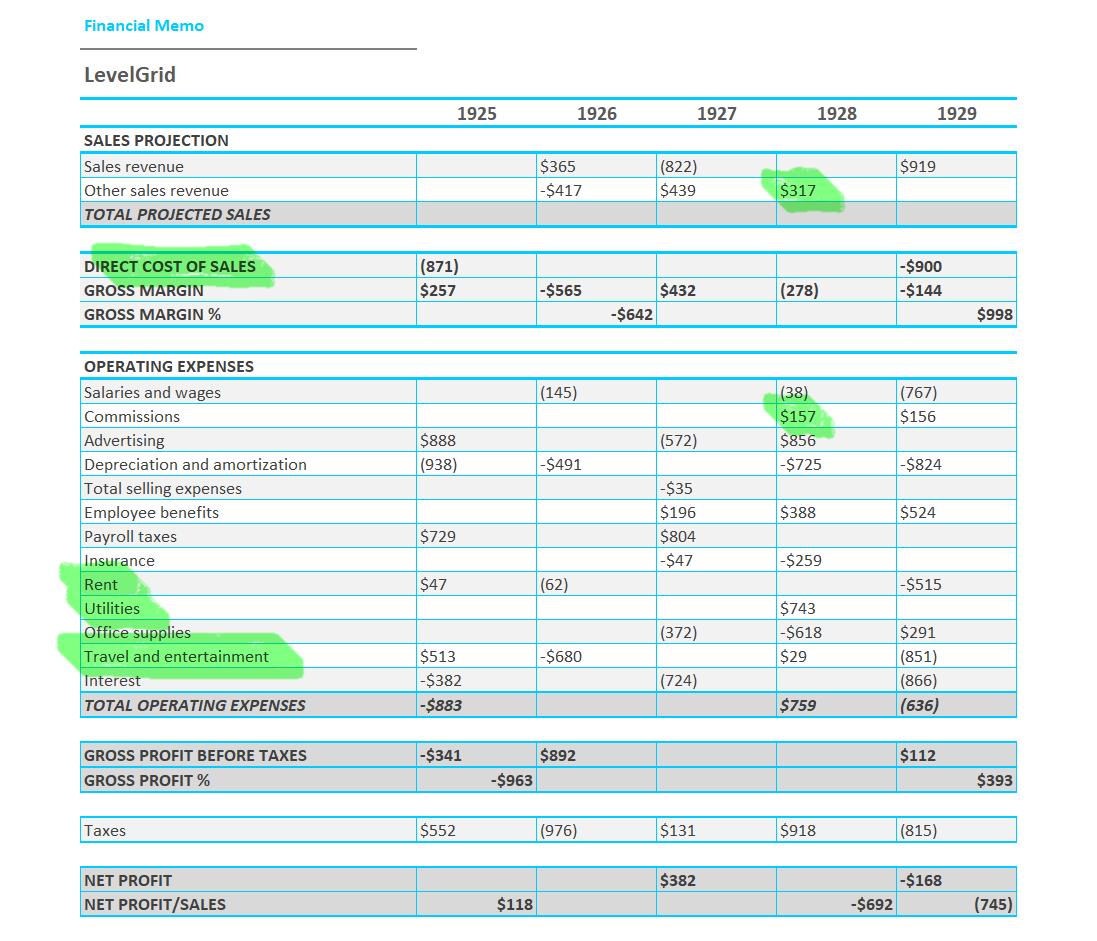 Financial Memo
LevelGrid
1925 1926 1927 1928 1929
SALES PROJECTION
Sales revenue $365 (822) $919
Other sales revenue -$417 $439 $317
TOTAL PROJECTED SALES
DIRECT COST OF SALES (871) -$900
GROSS MARGIN $257 -$565 $432 (278) -$144
GROSS MARGIN % -$642 $998
OPERATING EXPENSES
Salaries and wages (145) (38) (767)
Commissions $157 $156
Advertising $888 (572) $856
Depreciation and amortization (938) -$491 -$725 -$824
Total selling expenses -$35
Employee benefits $196 $388 $524
Payroll taxes $729 $804
Insurance -$47 -$259
Rent $47 (62) -$515
Utilities $743
Office supplies (372) -$618 $291
Travel and entertainment $513 -$680 $29 (851)
Interest -$382 (724) (866)
TOTAL OPERATING EXPENSES -$883 $759 (636)
GROSS PROFIT BEFORE TAXES -$341 $892 $112
GROSS PROFIT % -$963 $393
Taxes $552 (976) $131 $918 (815)
NET PROFIT $382 -$168
NET PROFIT/SALES $118 -$692 (745)